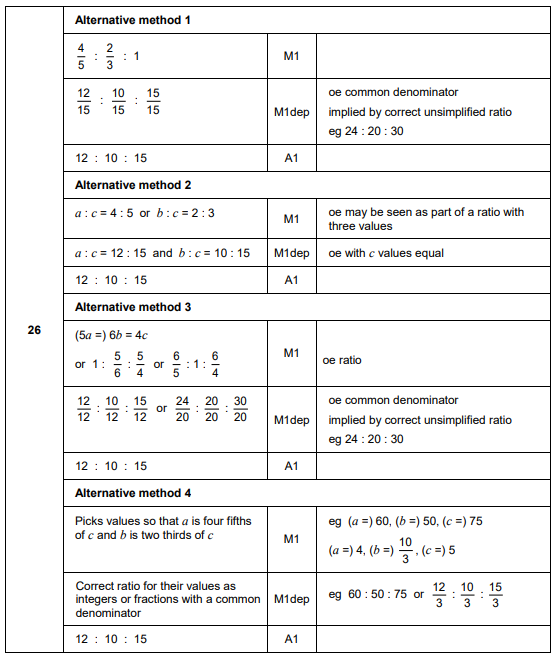 Alternative method 1
4/5 : 2/3 : 1 M1
12/15 : 10/15 : 15/15 M1dep oe common denominator
implied by correct unsimplified ratio
eg 24 : 20 : 30
12 : 10 : 15 A1
Alternative method 2
a : c = 4 : 5 or b : c = 2 : 3 M1 oe may be seen as part of a ratio with
three values
a : c = 12 : 15 and b : c = 10 : 15 M1dep oe with c values equal
12 : 10 : 15 A1
Alternative method 3
26
(5a =) 6b = 4c
or 1 : 5/6 : 5/4 or 6/5 : 1 : 6/4 M1 oe ratio
12/12 : 10/12 : 15/12 or 24/20 : 20/20 : 30/20 M1dep oe common denominator
implied by correct unsimplified ratio
eg 24 : 20 : 30
12 : 10 : 15 A1
Alternative method 4
Picks values so that a is four fifths
of c and b is two thirds of c M1 eg (a =) 60, (b =) 50, (c =) 75
(a =) 4, (b =) 10/3 , (c =) 5
Correct ratio for their values as
integers or fractions with a common
denominator M1dep eg 60 : 50 : 75 or 12/3 : 10/3 : 15/3
12 : 10 : 15 A1